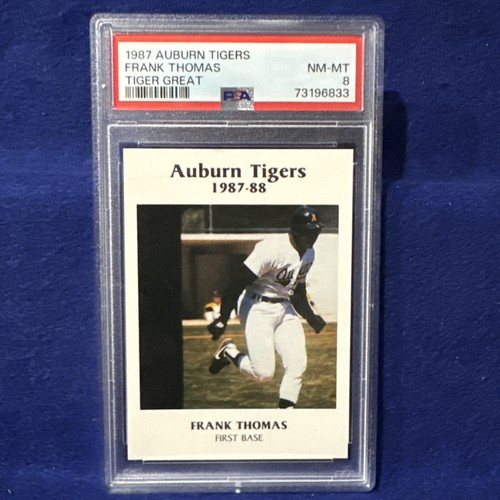 1987 AUBURN TIGERS
FRANK THOMAS NM-MT
TIGER GREAT 8
PSA 73196833
Auburn Tigers
1987-88
A
FRANK THOMAS
FIRST BASE